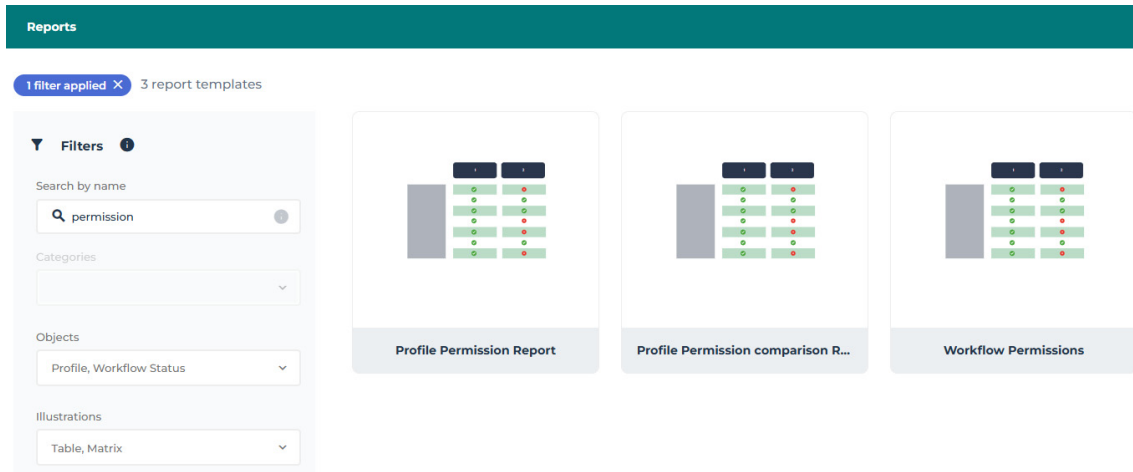 Reports
1 filter applied ×
3 report templates
Filters
Search by name
permission
Categories
Objects
Profile, Workflow Status
Illustrations
Table, Matrix
Profile Permission Report
Profile Permission comparison R...
Workflow Permissions